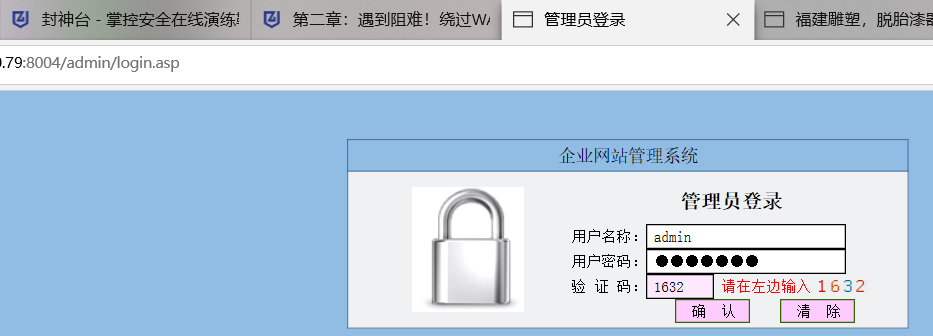 封神台 - 掌控安全在线演练
第二章：遇到阻难！绕过WA
管理员登录
福建雕塑，脱胎漆器
.79:8004/admin/login.asp
企业网站管理系统
管理员登录
用户名称： admin
用户密码： ●●●●●●●
验 证 码： 1632 请在左边输入 1632
确 认 清 除